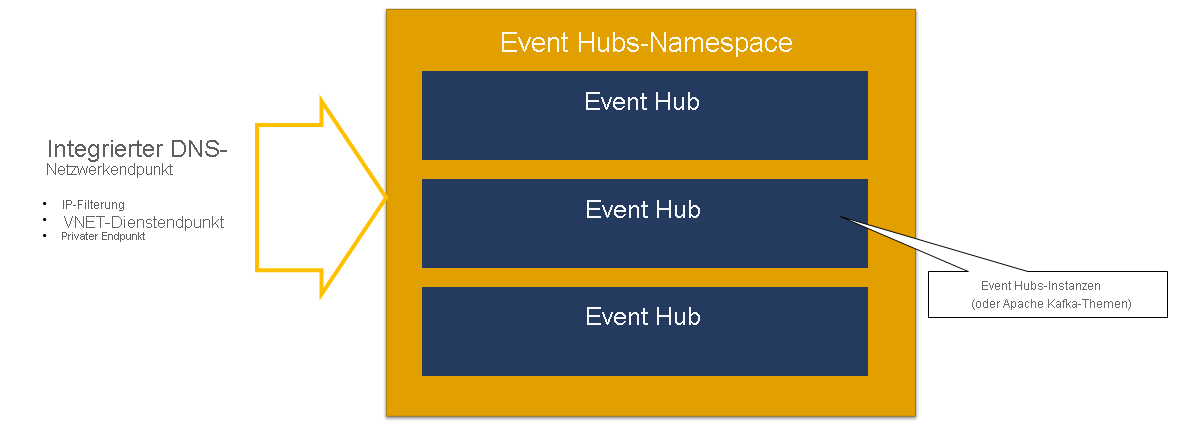 Event Hubs-Namespace
Event Hub
Event Hub
Event Hub
Integrierter DNS-
Netzwerkendpunkt
• IP-Filterung
• VNET-Dienstendpunkt
• Privater Endpunkt
Event Hubs-Instanzen
(oder Apache Kafka-Themen)